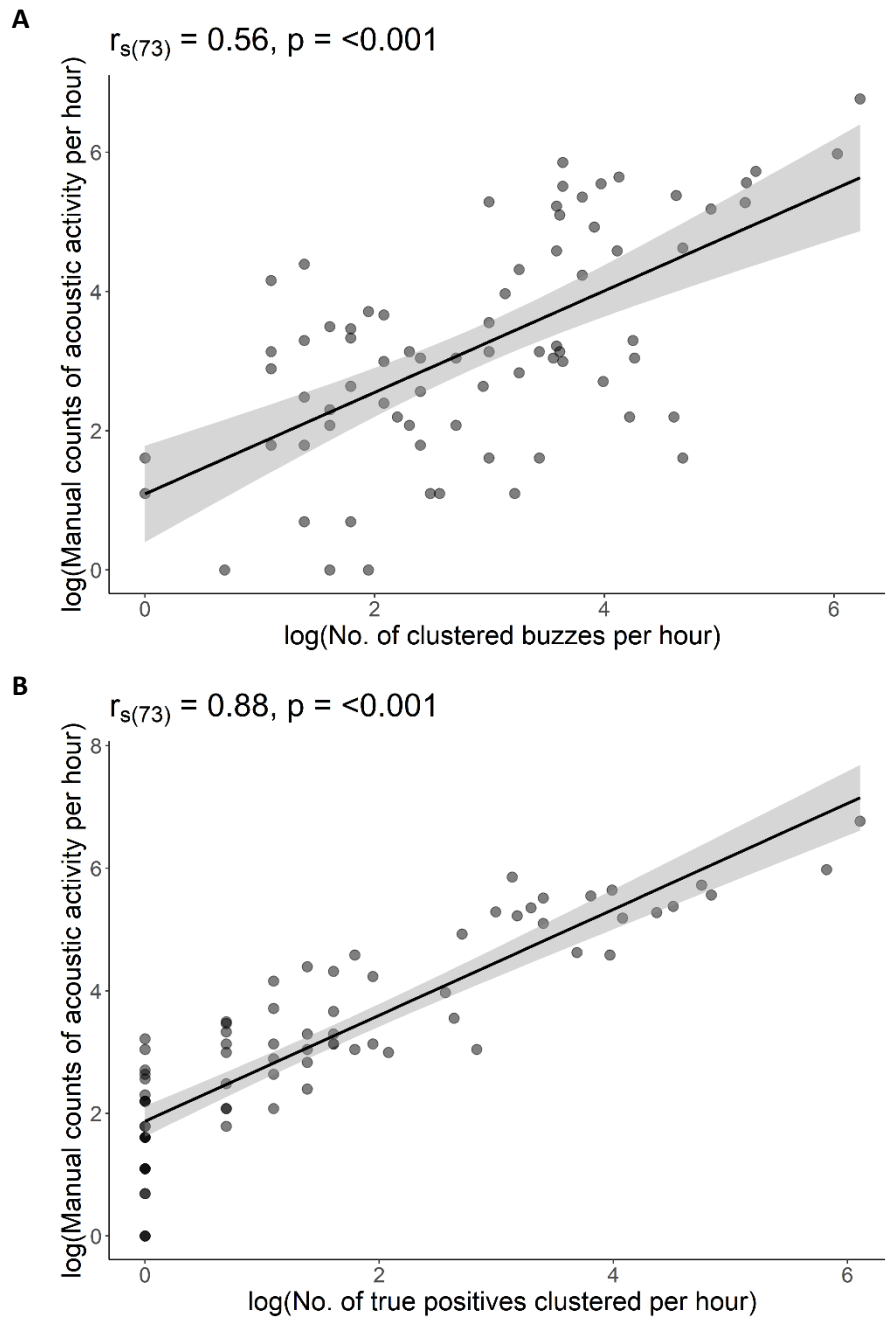 A
rs(73) = 0.56, p = <0.001
log(Manual counts of acoustic activity per hour)
6
4
2
0
0 2 4 6
log(No. of clustered buzzes per hour)
B
rs(73) = 0.88, p = <0.001
log(Manual counts of acoustic activity per hour)
8
6
4
2
0
0 2 4 6
log(No. of true positives clustered per hour)